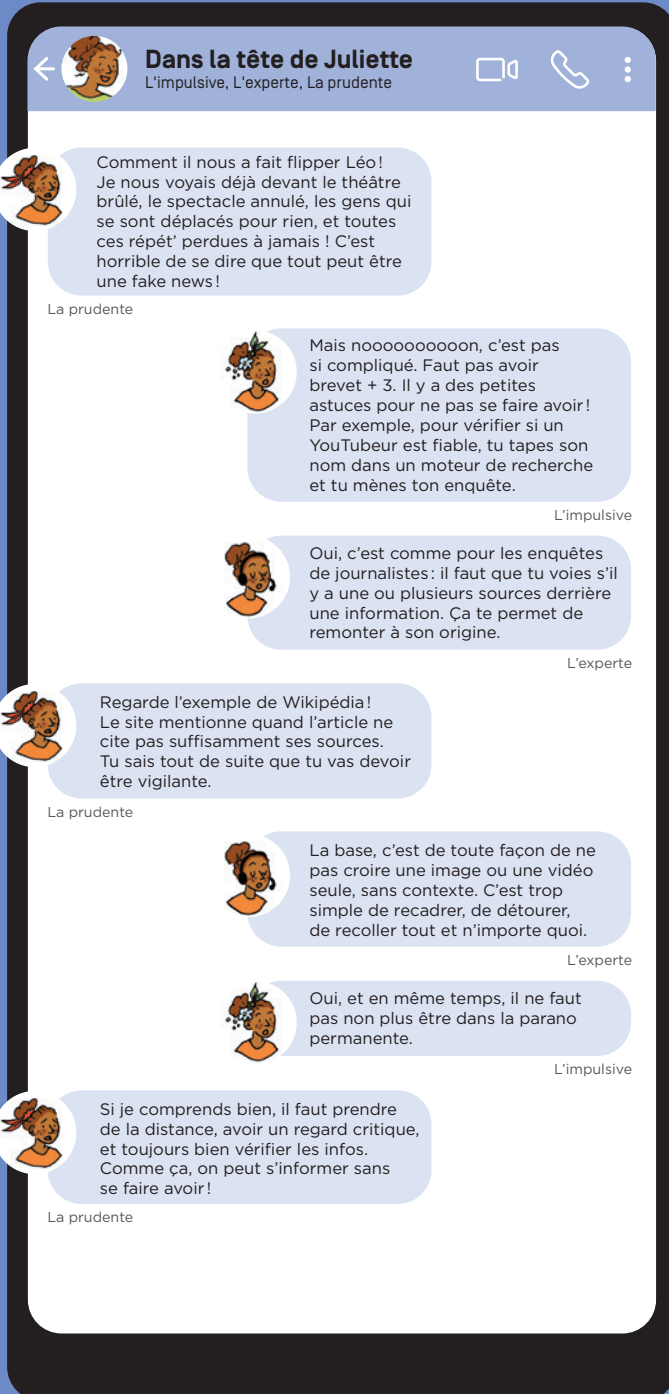 Dans la tête de Juliette
L'impulsive, L'experte, La prudente
Comment il nous a fait flipper Léo !
Je nous voyais déjà devant le théâtre
brûlé, le spectacle annulé, les gens qui
se sont déplacés pour rien, et toutes
ces répét’ perdues à jamais ! C’est
horrible de se dire que tout peut être
une fake news !
La prudente
Mais noooooooooon, c’est pas
si compliqué. Faut pas avoir
brevet + 3. Il y a des petites
astuces pour ne pas se faire avoir !
Par exemple, pour vérifier si un
YouTubeur est fiable, tu tapes son
nom dans un moteur de recherche
et tu mènes ton enquête.
L’impulsive
Oui, c’est comme pour les enquêtes
de journalistes : il faut que tu voies s’il
y a une ou plusieurs sources derrière
une information. Ça te permet de
remonter à son origine.
L’experte
Regarde l’exemple de Wikipédia !
Le site mentionne quand l’article ne
cite pas suffisamment ses sources.
Tu sais tout de suite que tu vas devoir
être vigilante.
La prudente
La base, c’est de toute façon de ne
pas croire une image ou une vidéo
seule, sans contexte. C’est trop
simple de recadrer, de détourner,
de recoller tout et n’importe quoi.
L’experte
Oui, et en même temps, il ne faut
pas non plus être dans la parano
permanente.
L’impulsive
Si je comprends bien, il faut prendre
de la distance, avoir un regard critique,
et toujours bien vérifier les infos.
Comme ça, on peut s’informer sans
se faire avoir !
La prudente